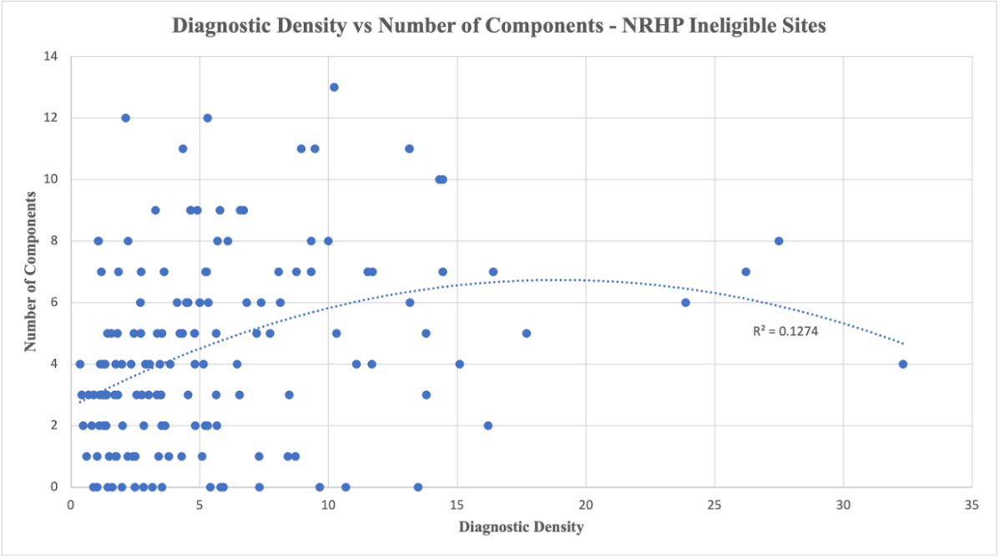 Diagnostic Density vs Number of Components - NRHP Ineligible Sites
14
12
10
8
6
4
2
0
Number of Components
R² = 0.1274
0 5 10 15 20 25 30 35
Diagnostic Density